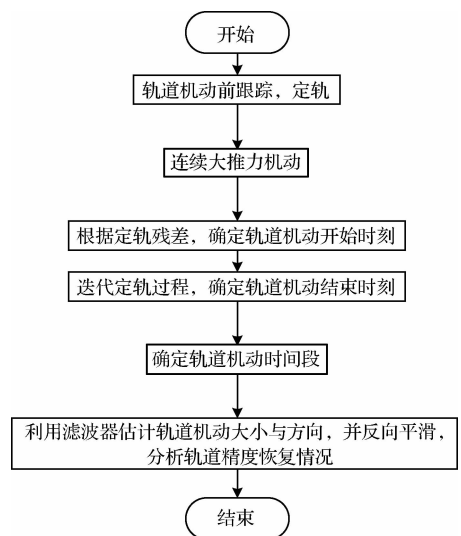 开始
轨道机动前跟踪，定轨
连续大推力机动
根据定轨残差，确定轨道机动开始时刻
迭代定轨过程，确定轨道机动结束时刻
确定轨道机动时间段
利用滤波器估计轨道机动大小与方向，并反向平滑，
分析轨道精度恢复情况
结束